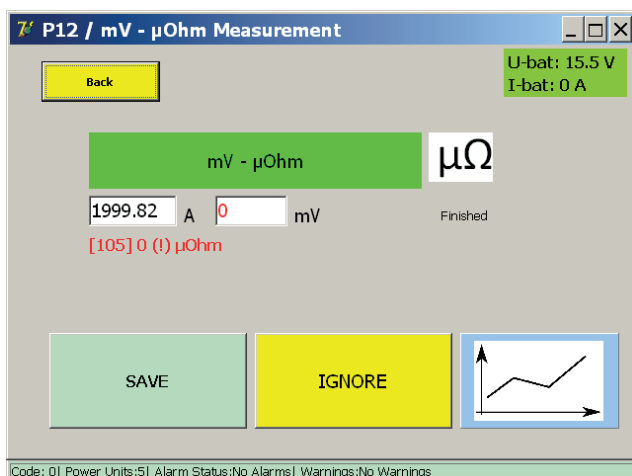 P12 / mV - µOhm Measurement
Back
U-bat: 15.5 V
I-bat: 0 A
mV - µOhm
µΩ
1999.82 A 0 mV
Finished
[105] 0 (!) µOhm
SAVE
IGNORE
Code: 0| Power Units:5| Alarm Status:No Alarms| Warnings:No Warnings